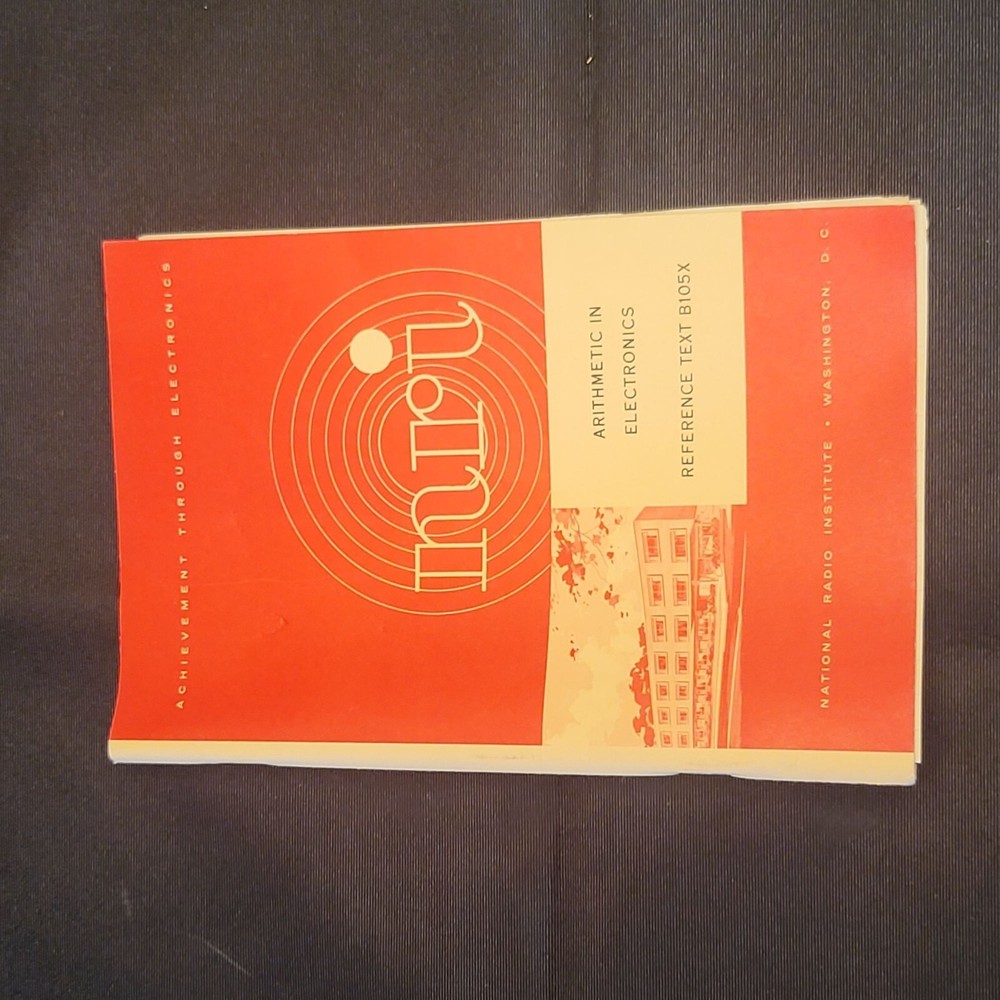 ACHIEVEMENT THROUGH ELECTRONICS
nri
ARITHMETIC IN
ELECTRONICS
REFERENCE TEXT B105X
NATIONAL RADIO INSTITUTE • WASHINGTON, D. C.